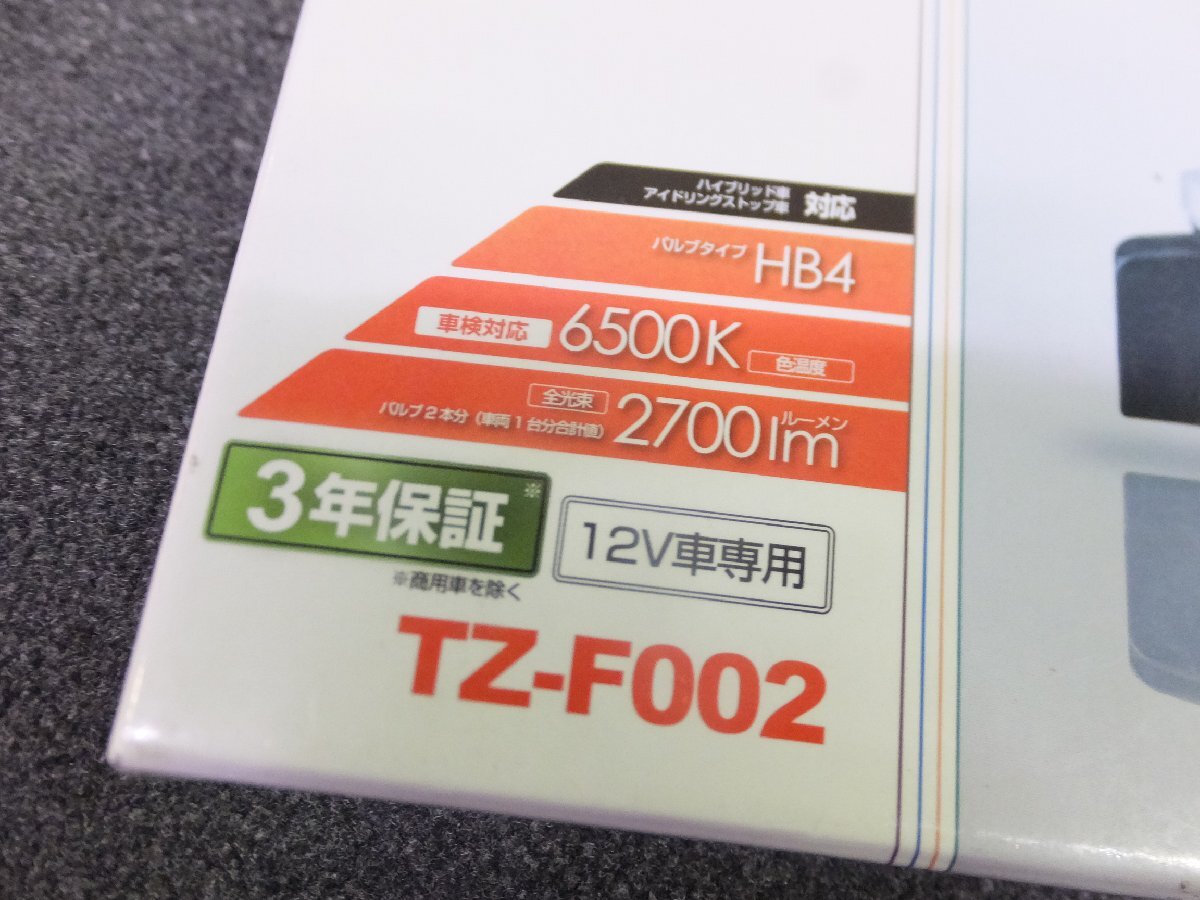 ハイブリッド車
アイドリングストップ車 対応
バルブタイプ HB4
車検対応 6500K 色温度
バルブ2本分(車両1台分合計値) 全光束 2700lm ルーメン
3年保証※
12V車専用
※商用車を除く
TZ-F002